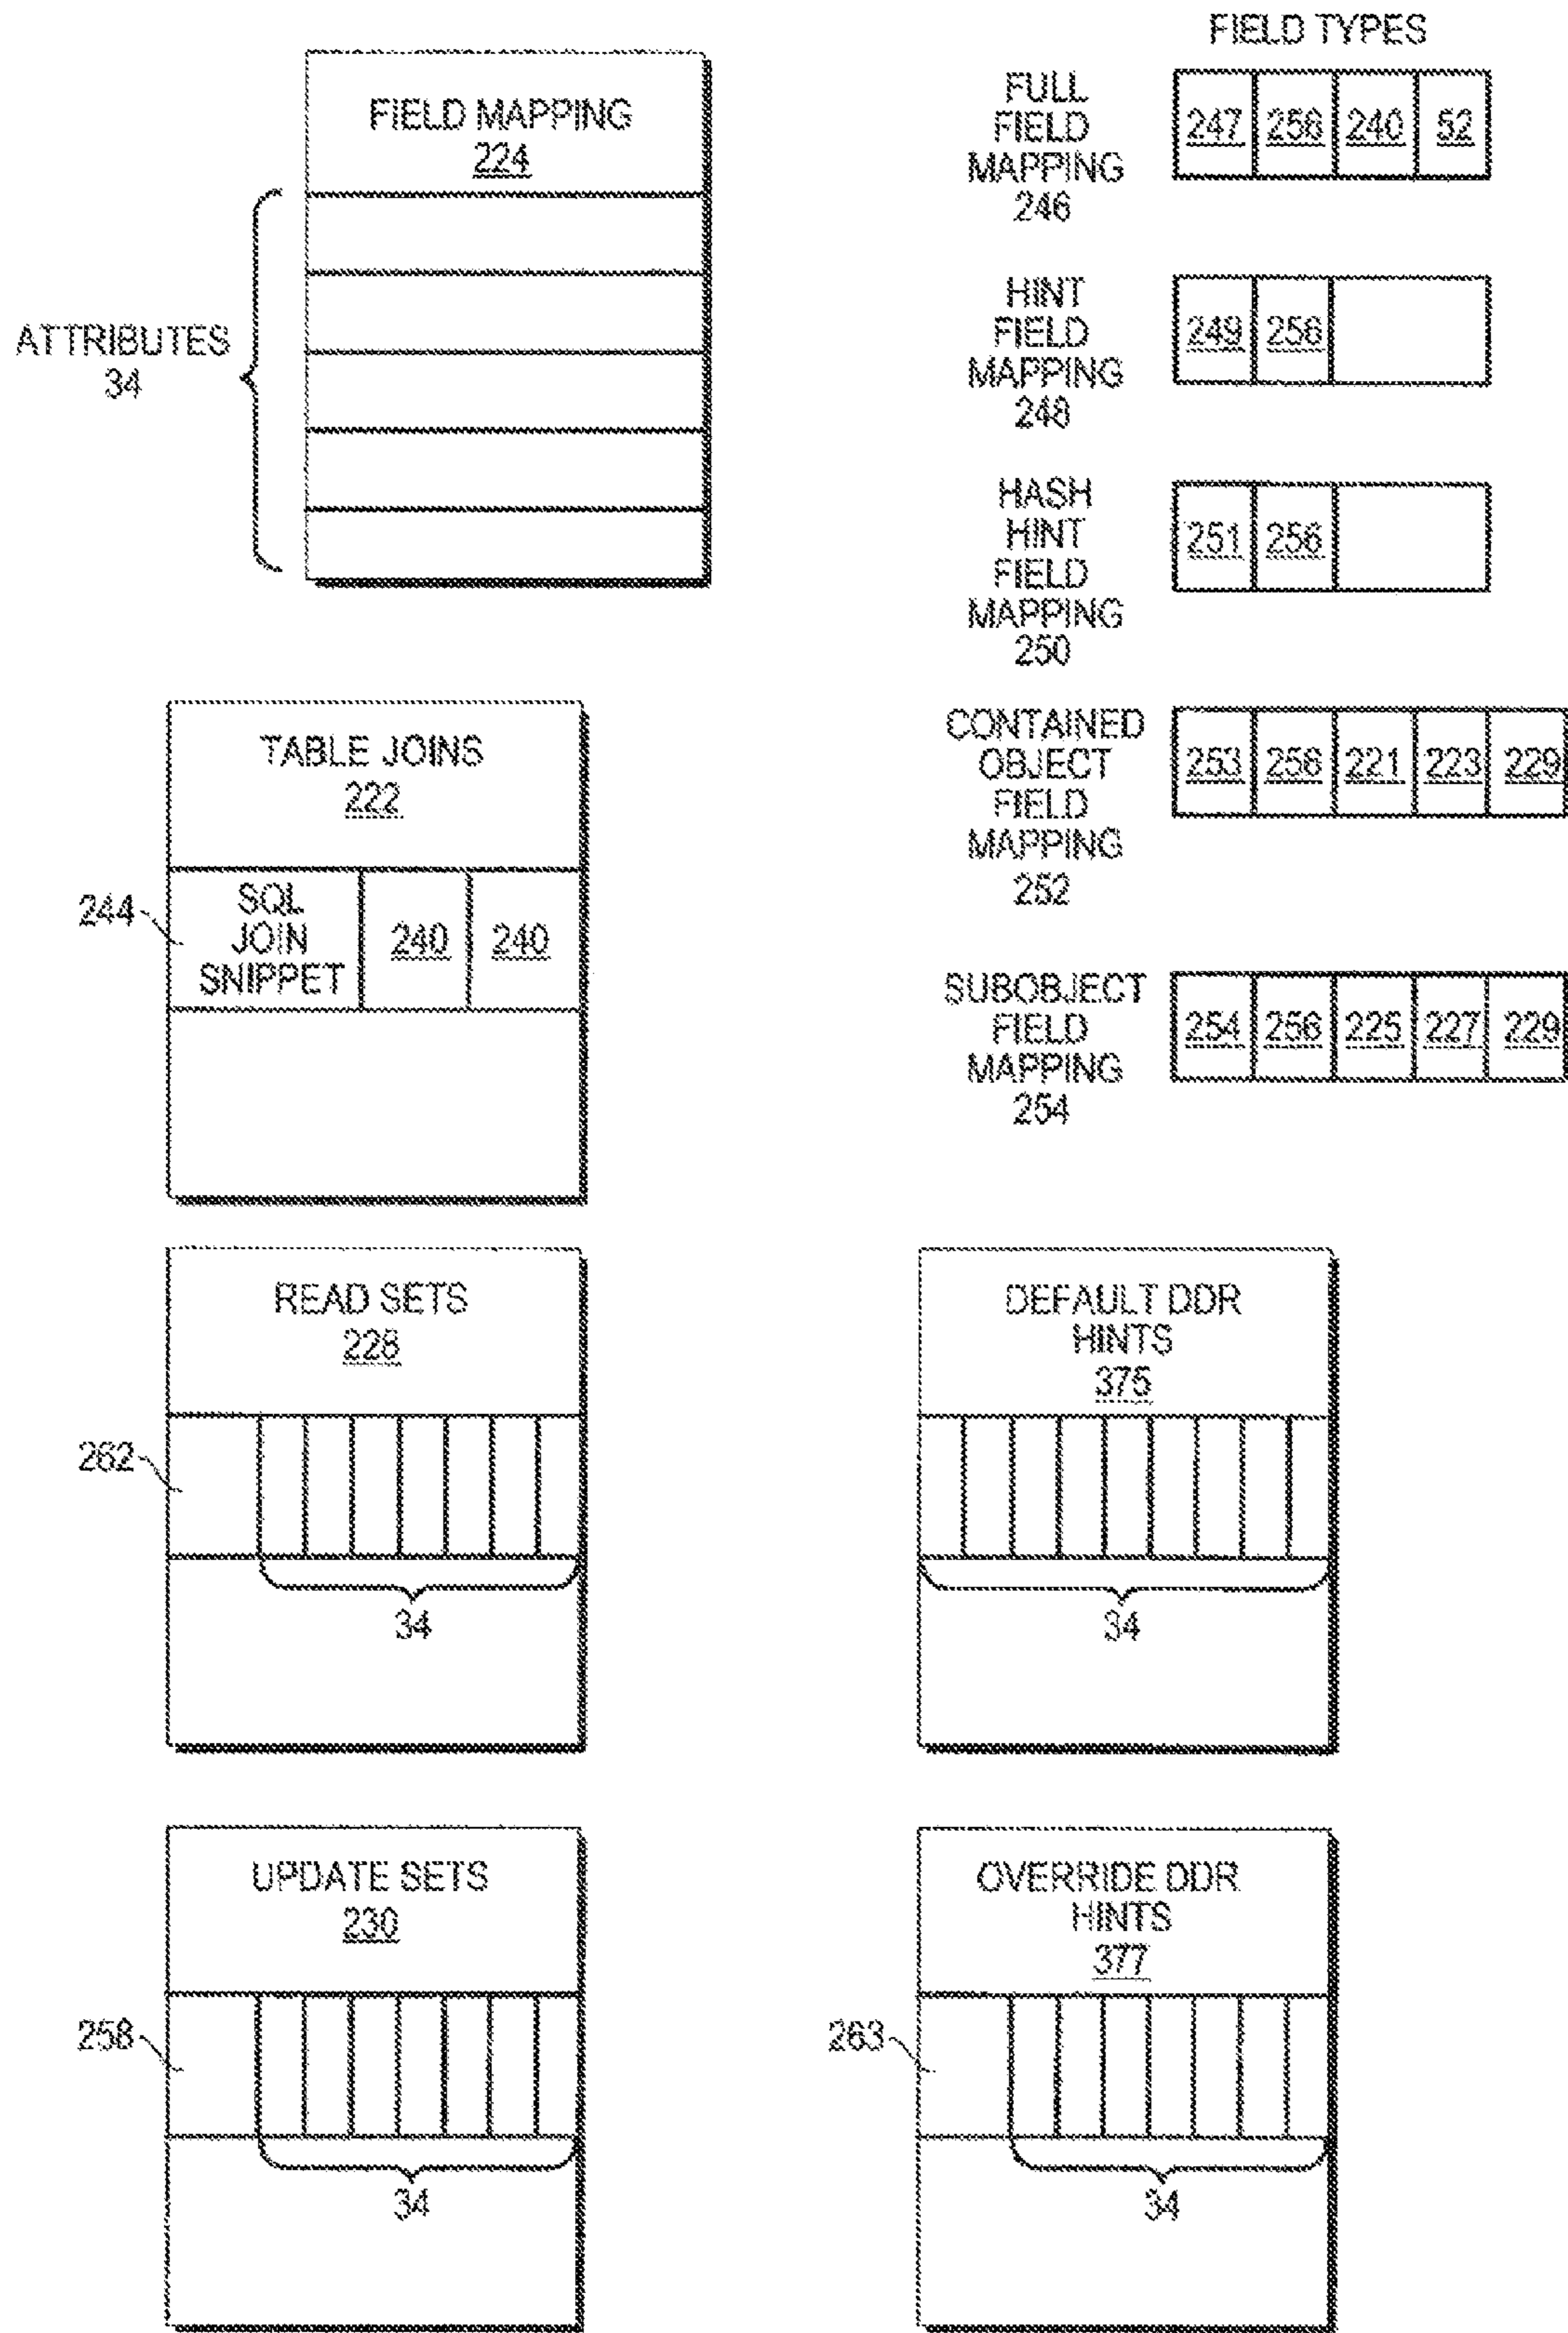 FIELD MAPPING
224
ATTRIBUTES
34
FIELD TYPES
FULL
FIELD
MAPPING
246
247 256 240 52
HINT
FIELD
MAPPING
248
249 256
HASH
HINT
FIELD
MAPPING
250
251 256
CONTAINED
OBJECT
FIELD
MAPPING
252
253 256 221 223 229
SUBOBJECT
FIELD
MAPPING
254
254 256 225 227 229
TABLE JOINS
222
244
SQL
JOIN
SNIPPET
240 240
READ SETS
228
262
34
DEFAULT DDR
HINTS
375
34
UPDATE SETS
230
258
34
OVERRIDE DDR
HINTS
377
263
34